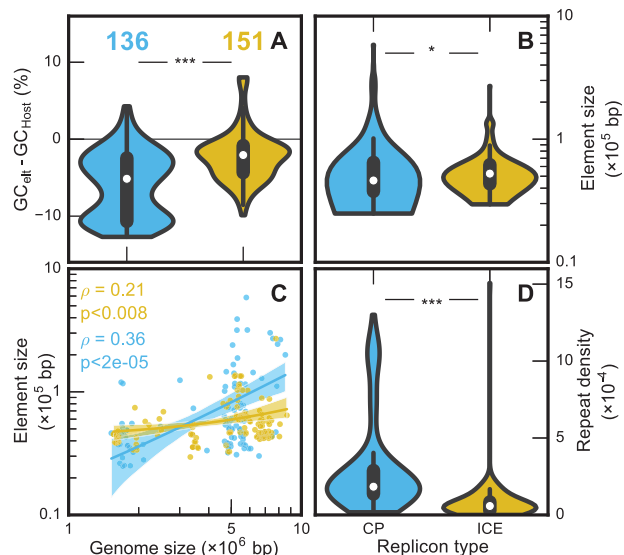 136 151 A
***
10
0
−10
GC_elt - GC_Host (%)
B
*
10
1
0.1
Element size
(×10^5 bp)
C
ρ = 0.21
p<0.008
ρ = 0.36
p<2e-05
10
1
0.1
Element size
(×10^5 bp)
1 5 10
Genome size (×10^6 bp)
D
***
15
10
5
0
Repeat density
(×10^-4)
CP ICE
Replicon type